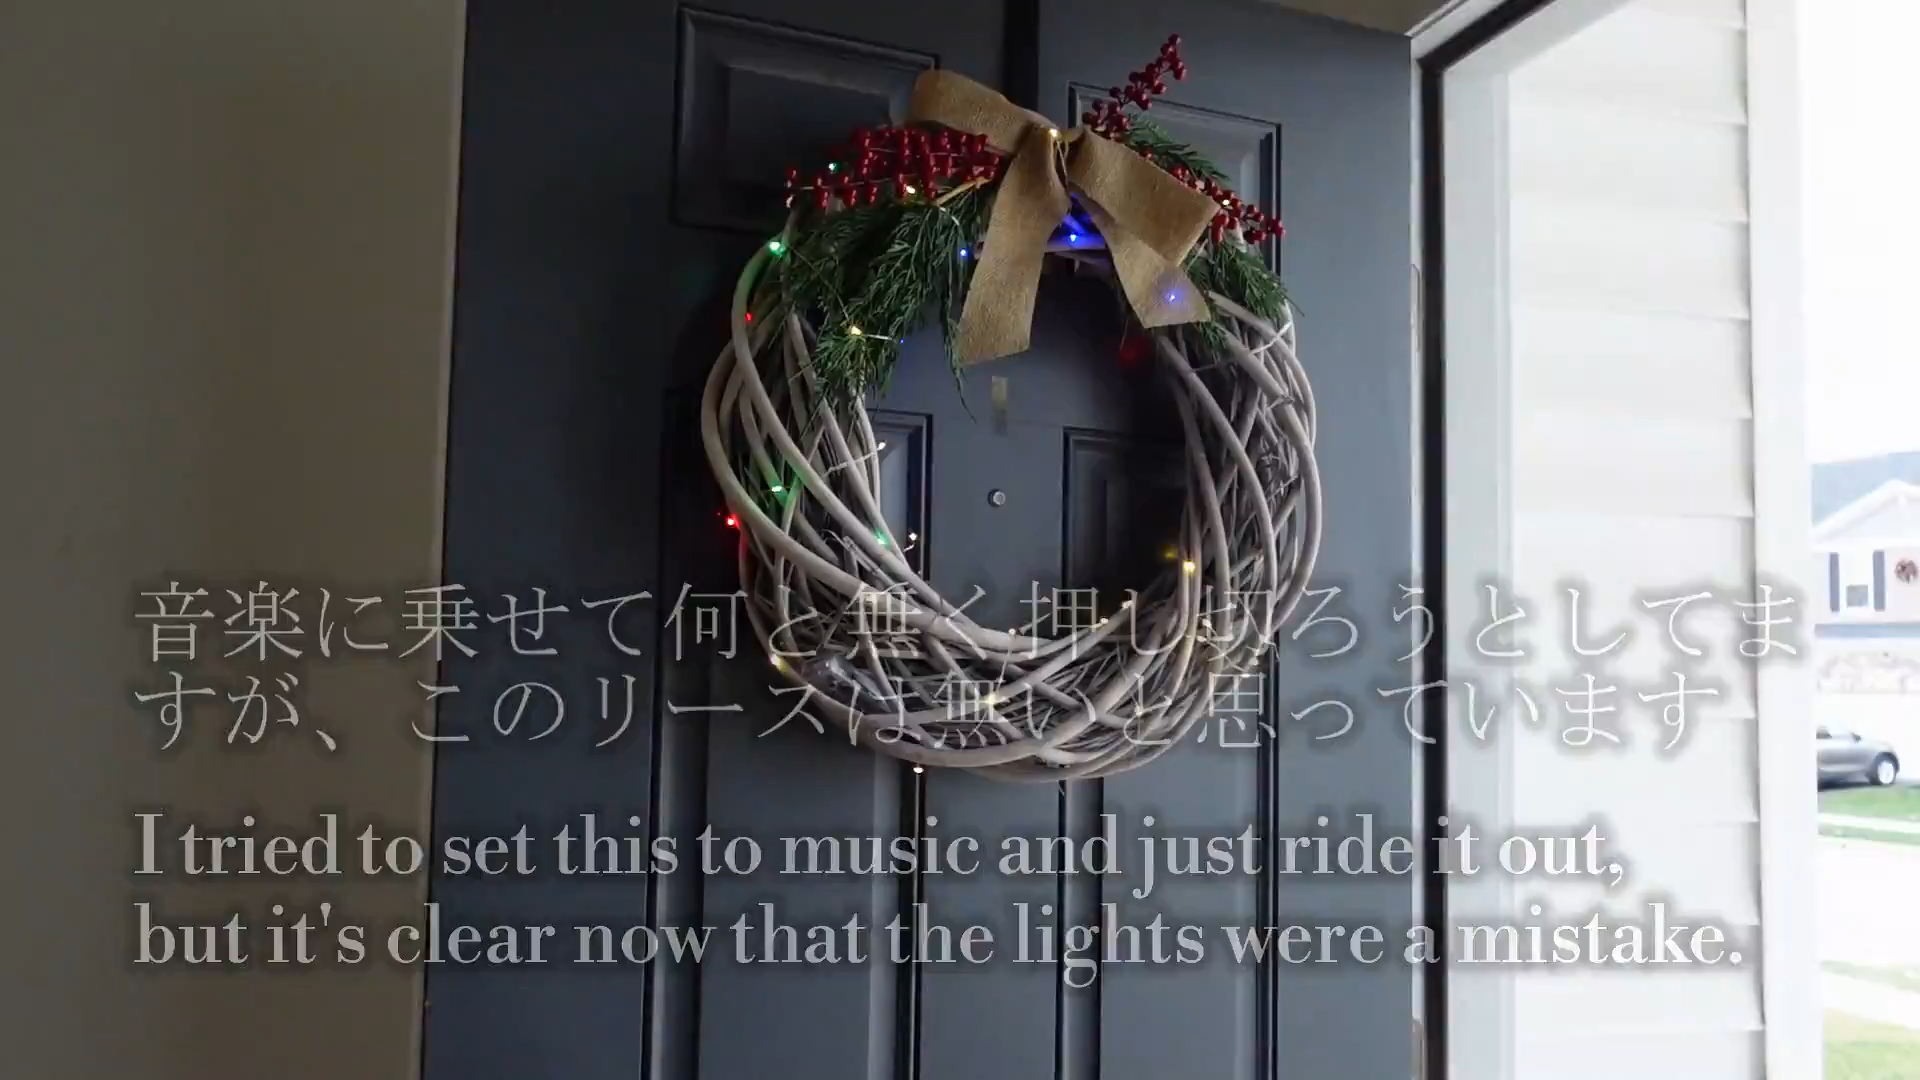 音楽に乗せて何と無く押し切ろうとしてま
すが、このリースは無いと思っています
I tried to set this to music and just ride it out,
but it's clear now that the lights were a mistake.